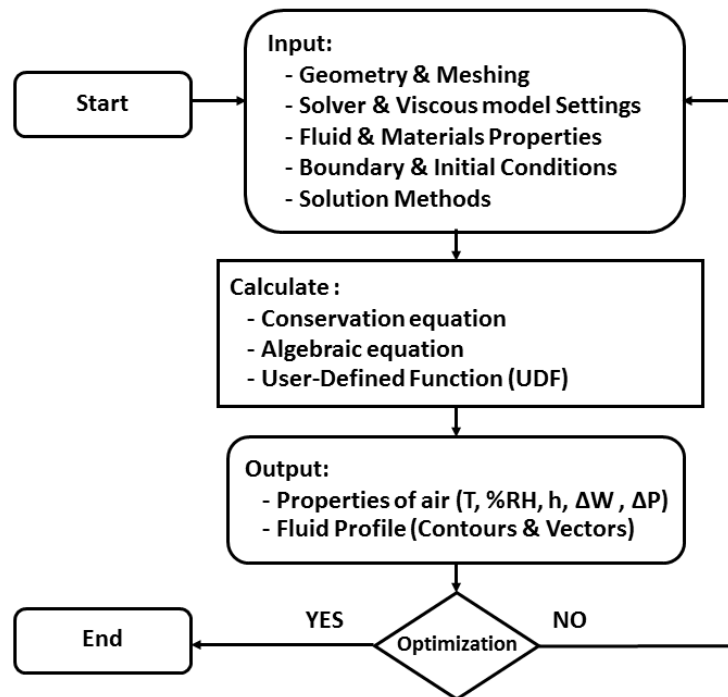 Start
Input:
- Geometry & Meshing
- Solver & Viscous model Settings
- Fluid & Materials Properties
- Boundary & Initial Conditions
- Solution Methods
Calculate :
- Conservation equation
- Algebraic equation
- User-Defined Function (UDF)
Output:
- Properties of air (T, %RH, h, ΔW , ΔP)
- Fluid Profile (Contours & Vectors)
End
YES
Optimization
NO